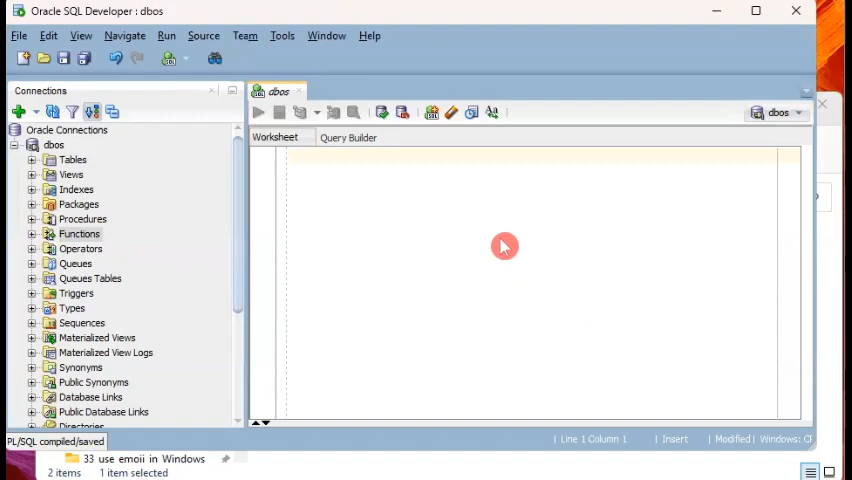 Oracle SQL Developer : dbos
File Edit View Navigate Run Source Team Tools Window Help
Connections
dbos
dbos
Worksheet Query Builder
Oracle Connections
dbos
Tables
Views
Indexes
Packages
Procedures
Functions
Operators
Queues
Queues Tables
Triggers
Types
Sequences
Materialized Views
Materialized View Logs
Synonyms
Public Synonyms
Database Links
Public Database Links
Directories
PL/SQL compiled/saved
| Line 1 Column 1 | Insert | Modified | Windows: CF
33 use emoji in Windows
2 items 1 item selected